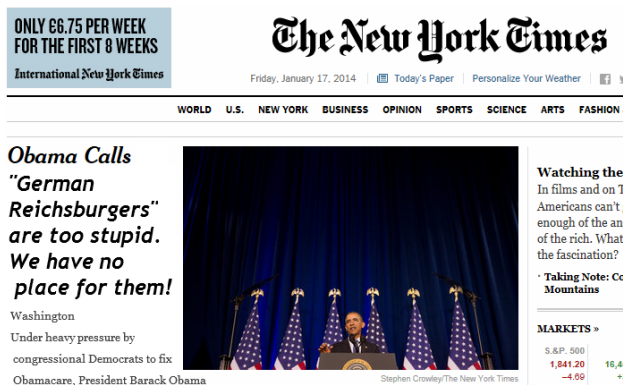 ONLY €6.75 PER WEEK
FOR THE FIRST 8 WEEKS
International New York Times
The New York Times
Friday, January 17, 2014
Today's Paper
Personalize Your Weather
WORLD U.S. NEW YORK BUSINESS OPINION SPORTS SCIENCE ARTS FASHION
Obama Calls
"German
Reichsburgers"
are too stupid.
We have no
place for them!
Washington
Under heavy pressure by
congressional Democrats to fix
Obamacare, President Barack Obama
Stephen Crowley/The New York Times
Watching the
In films and on T
Americans can't
enough of the an
of the rich. What
the fascination?
· Taking Note: Co
Mountains
MARKETS »
S.&P. 500
1,841.20 16,4
−4.69 +